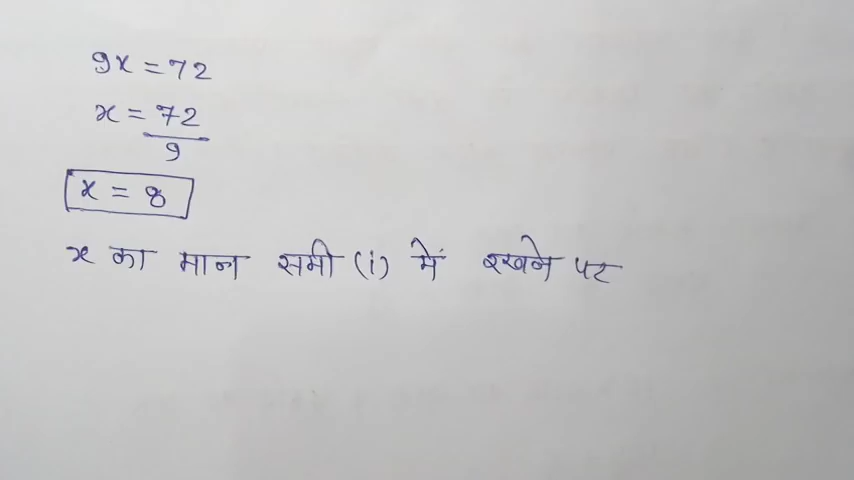 9x = 72
x = 72
9
x = 8
x का मान समी (i) में रखने पर